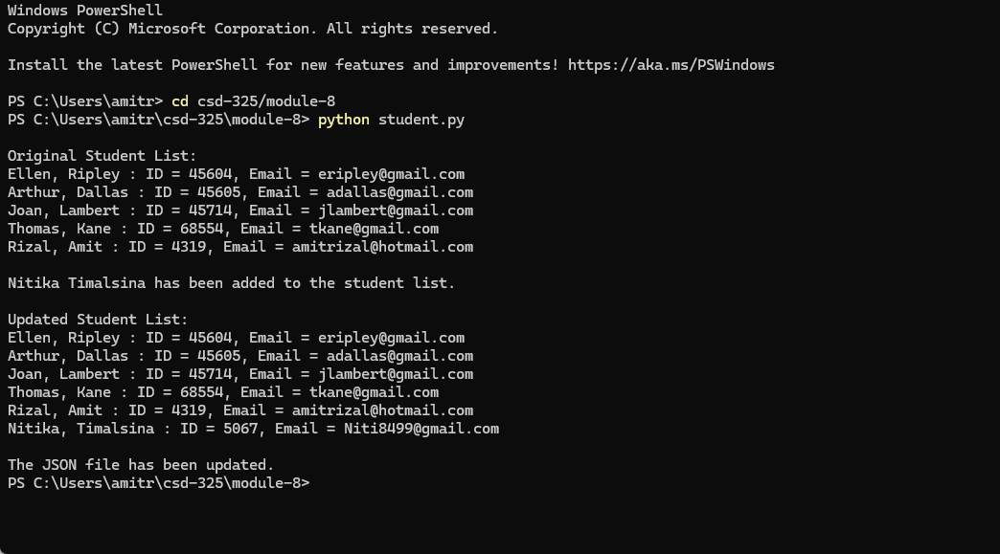 Windows PowerShell
Copyright (C) Microsoft Corporation. All rights reserved.
Install the latest PowerShell for new features and improvements! https://aka.ms/PSWindows
PS C:\Users\amitr> cd csd-325/module-8
PS C:\Users\amitr\csd-325\module-8> python student.py
Original Student List:
Ellen, Ripley : ID = 45604, Email = eripley@gmail.com
Arthur, Dallas : ID = 45605, Email = adallas@gmail.com
Joan, Lambert : ID = 45714, Email = jlambert@gmail.com
Thomas, Kane : ID = 68554, Email = tkane@gmail.com
Rizal, Amit : ID = 4319, Email = amitrizal@hotmail.com
Nitika Timalsina has been added to the student list.
Updated Student List:
Ellen, Ripley : ID = 45604, Email = eripley@gmail.com
Arthur, Dallas : ID = 45605, Email = adallas@gmail.com
Joan, Lambert : ID = 45714, Email = jlambert@gmail.com
Thomas, Kane : ID = 68554, Email = tkane@gmail.com
Rizal, Amit : ID = 4319, Email = amitrizal@hotmail.com
Nitika, Timalsina : ID = 5067, Email = Niti8499@gmail.com
The JSON file has been updated.
PS C:\Users\amitr\csd-325\module-8>